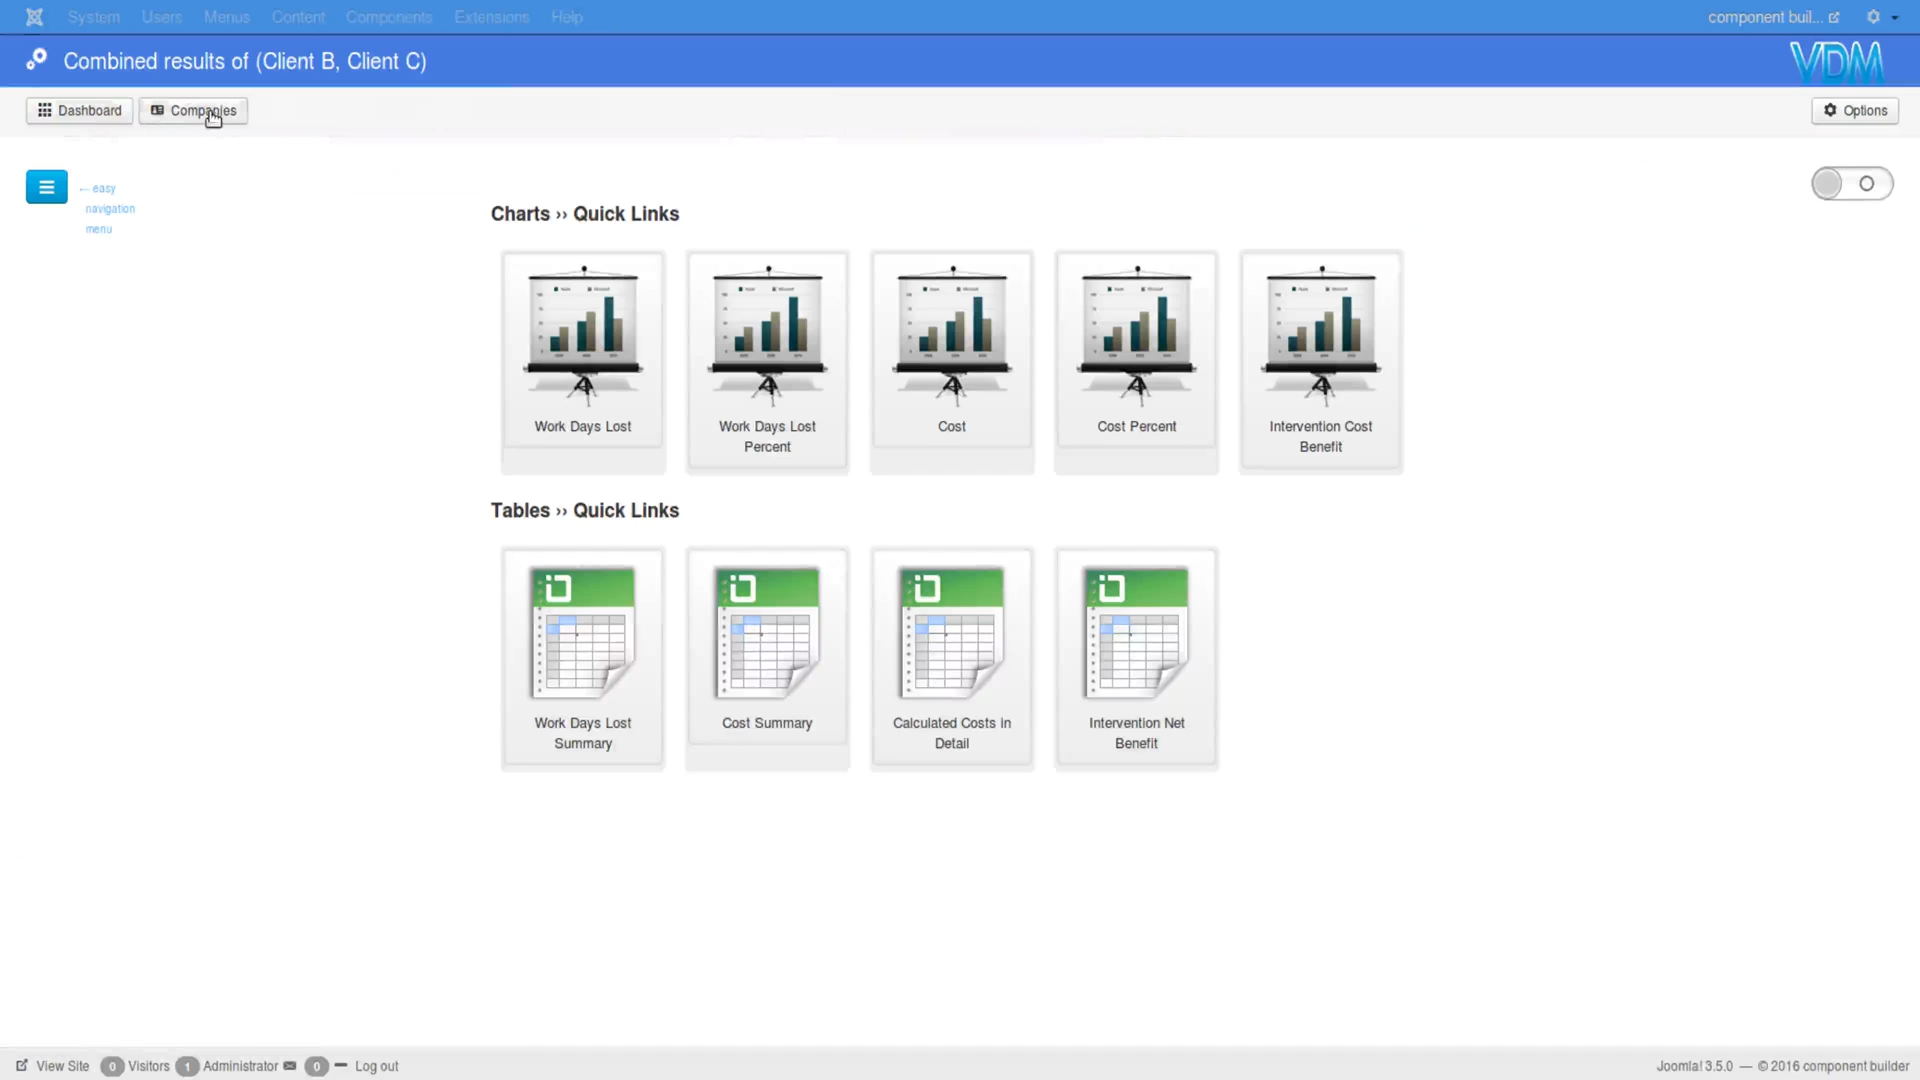 System Users Menus Content Components Extensions Help component buil...
Combined results of (Client B, Client C)
VDM
Dashboard Companies Options
← easy
navigation
menu
Charts ›› Quick Links
Work Days Lost
Work Days Lost
Percent
Cost
Cost Percent
Intervention Cost
Benefit
Tables ›› Quick Links
Work Days Lost
Summary
Cost Summary
Calculated Costs in
Detail
Intervention Net
Benefit
View Site 0 Visitors 1 Administrator 0 Log out Joomla! 3.5.0 — © 2016 component builder